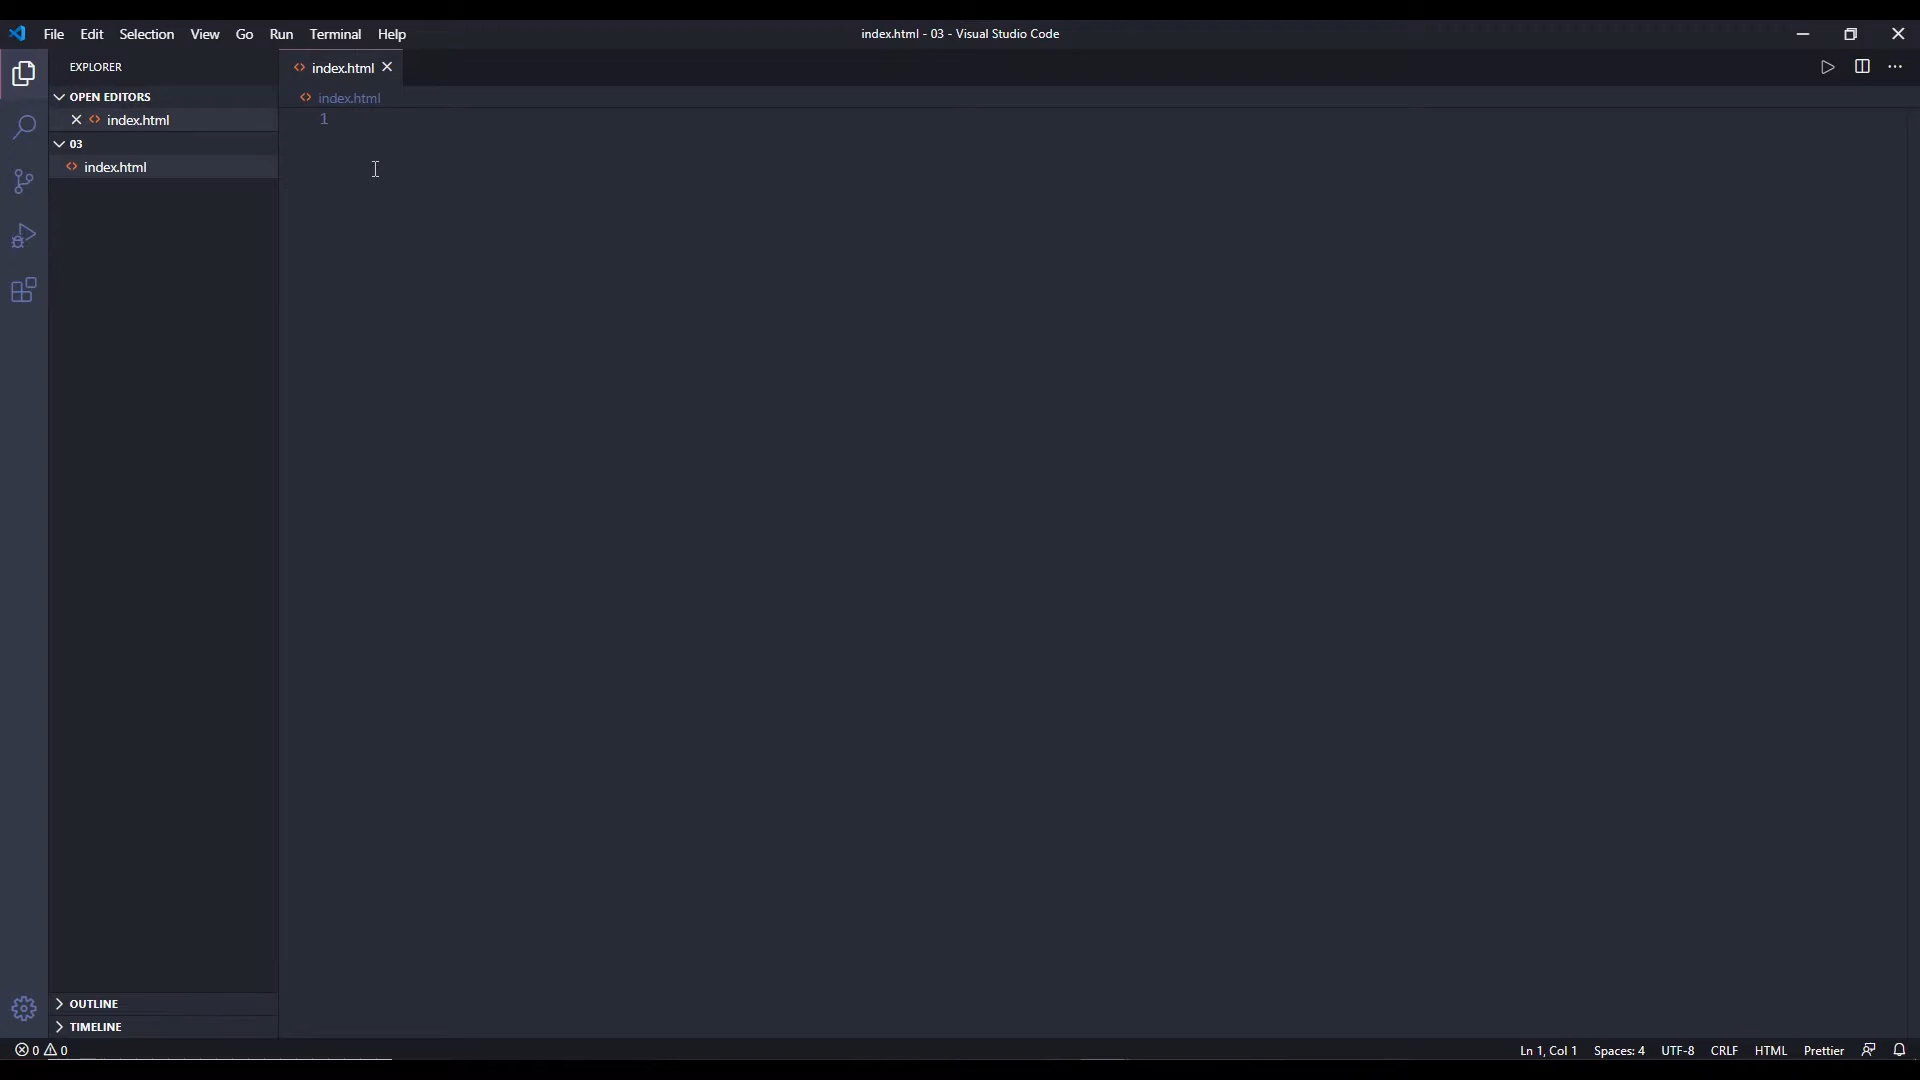 File Edit Selection View Go Run Terminal Help
index.html - 03 - Visual Studio Code
EXPLORER
index.html
OPEN EDITORS
index.html
index.html
1
03
index.html
OUTLINE
TIMELINE
0 0
Ln 1, Col 1 Spaces: 4 UTF-8 CRLF HTML Prettier